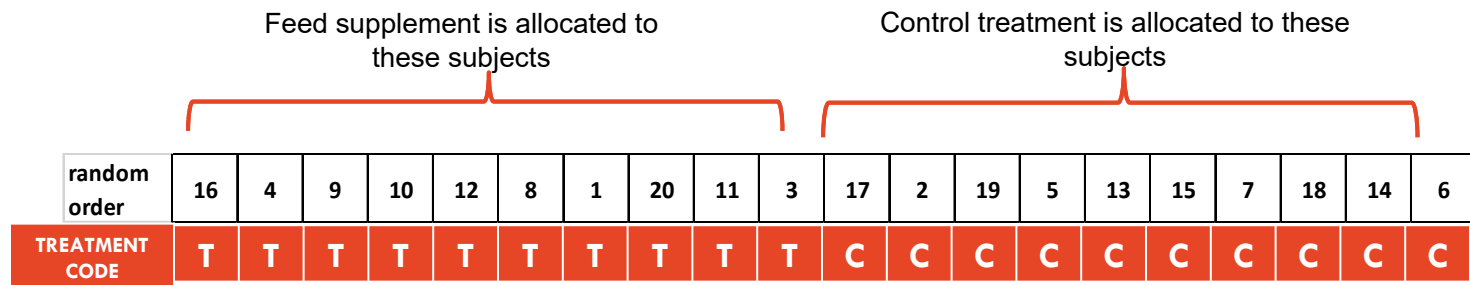 Feed supplement is allocated to
these subjects
Control treatment is allocated to these
subjects
random
order
16 4 9 10 12 8 1 20 11 3 17 2 19 5 13 15 7 18 14 6
TREATMENT
CODE
T T T T T T T T T T C C C C C C C C C C